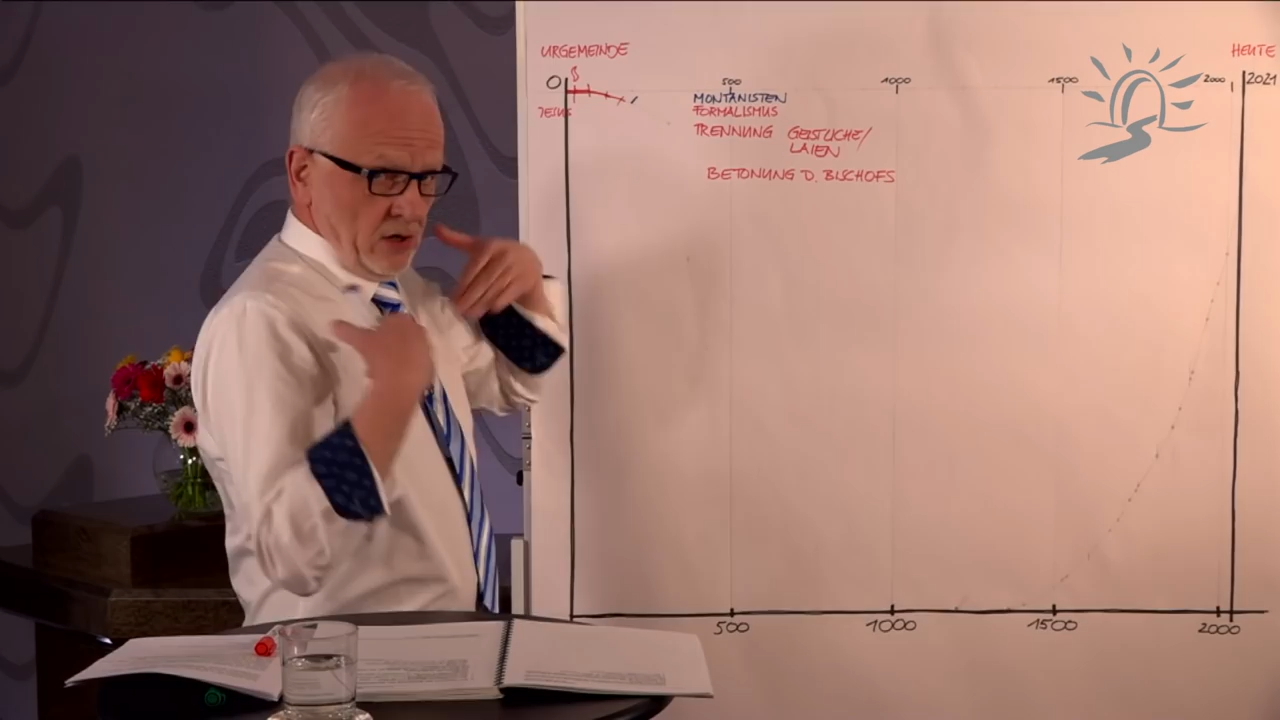 URGEMEINDE
HEUTE
0
500
1000
1500
2000
2021
JESUS
MONTANISTEN
FORMALISMUS
TRENNUNG GEISTLICHE/
LAIEN
BETONUNG D. BISCHOFS
500
1000
1500
2000